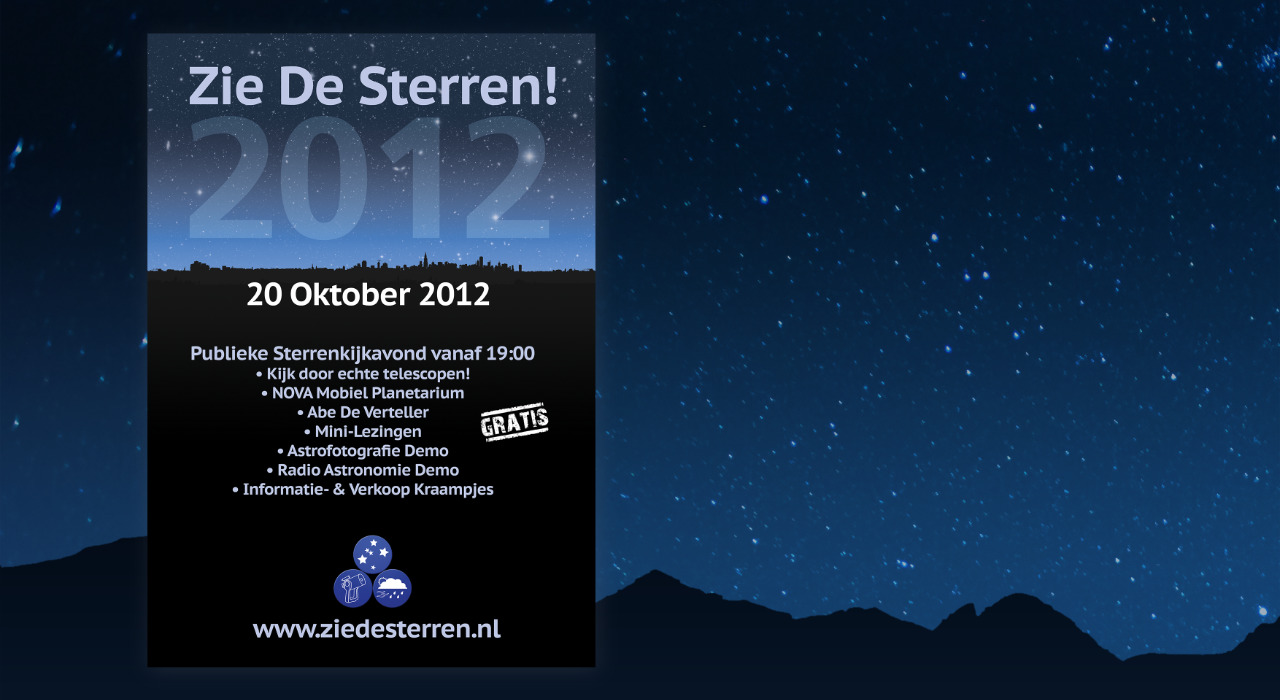 Zie De Sterren!
2012
20 Oktober 2012
Publieke Sterrenkijkavond vanaf 19:00
• Kijk door echte telescopen!
• NOVA Mobiel Planetarium
• Abe De Verteller
• Mini-Lezingen
GRATIS
• Astrofotografie Demo
• Radio Astronomie Demo
• Informatie- & Verkoop Kraampjes
www.ziedesterren.nl